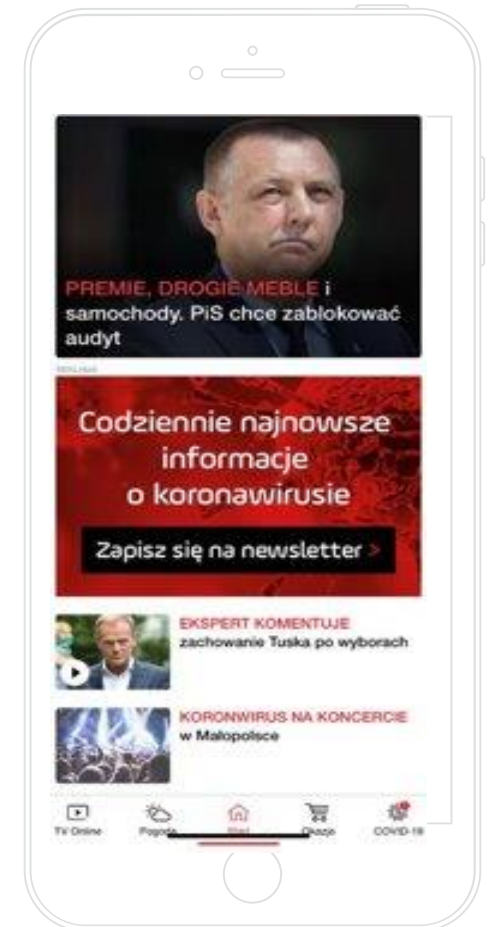 PREMIE, DROGIE MEBLE i
samochody. PiS chce zablokować
audyt
REKLAMA
Codziennie najnowsze
informacje
o koronawirusie
Zapisz się na newsletter >
EKSPERT KOMENTUJE
zachowanie Tuska po wyborach
KORONWIRUS NA KONCERCIE
w Małopolsce
TV Online Pogoda Start Okazje COVID-19